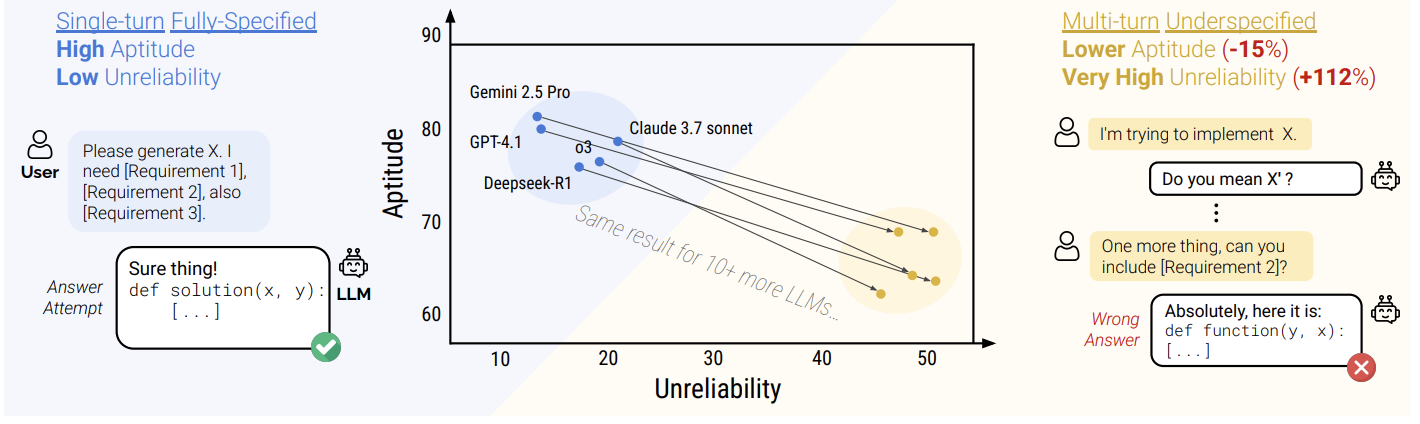 Single-turn Fully-Specified
High Aptitude
Low Unreliability
User
Please generate X. I
need [Requirement 1],
[Requirement 2], also
[Requirement 3].
Answer
Attempt
Sure thing!
def solution(x, y):
[...]
LLM
Aptitude
90
80
70
60
Gemini 2.5 Pro
GPT-4.1
o3
Claude 3.7 sonnet
Deepseek-R1
Same result for 10+ more LLMs...
10
20
30
40
50
Unreliability
Multi-turn Underspecified
Lower Aptitude (-15%)
Very High Unreliability (+112%)
I'm trying to implement X.
Do you mean X' ?
One more thing, can you
include [Requirement 2]?
Wrong
Answer
Absolutely, here it is:
def function(y, x):
[...]